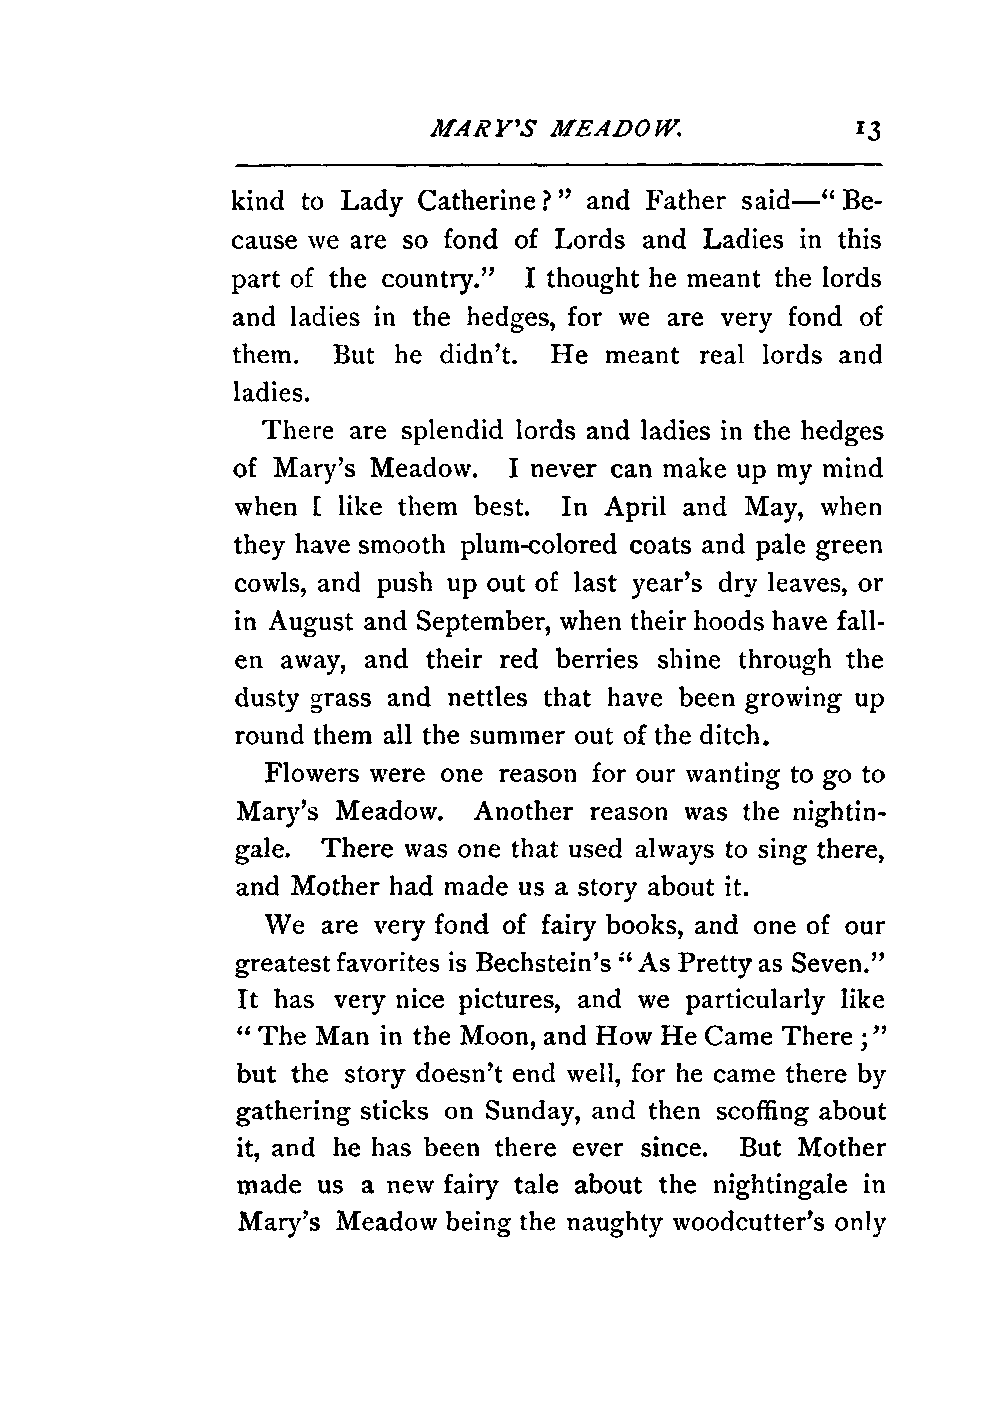 MARY'S MEADOW. 13
kind to Lady Catherine?" and Father said—"Be-
cause we are so fond of Lords and Ladies in this
part of the country." I thought he meant the lords
and ladies in the hedges, for we are very fond of
them. But he didn't. He meant real lords and
ladies.
There are splendid lords and ladies in the hedges
of Mary's Meadow. I never can make up my mind
when I like them best. In April and May, when
they have smooth plum-colored coats and pale green
cowls, and push up out of last year's dry leaves, or
in August and September, when their hoods have fall-
en away, and their red berries shine through the
dusty grass and nettles that have been growing up
round them all the summer out of the ditch.
Flowers were one reason for our wanting to go to
Mary's Meadow. Another reason was the nightin-
gale. There was one that used always to sing there,
and Mother had made us a story about it.
We are very fond of fairy books, and one of our
greatest favorites is Bechstein's "As Pretty as Seven."
It has very nice pictures, and we particularly like
"The Man in the Moon, and How He Came There;"
but the story doesn't end well, for he came there by
gathering sticks on Sunday, and then scoffing about
it, and he has been there ever since. But Mother
made us a new fairy tale about the nightingale in
Mary's Meadow being the naughty woodcutter's only